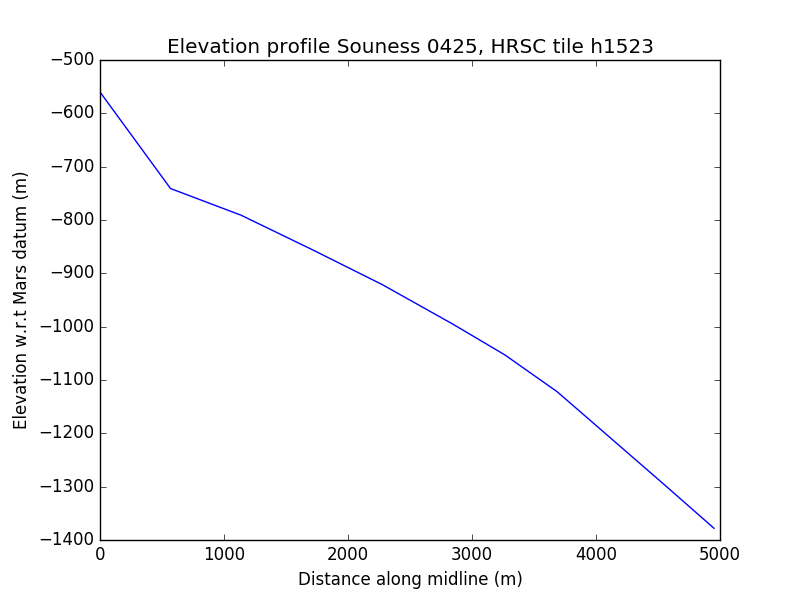 Elevation profile Souness 0425, HRSC tile h1523
Elevation w.r.t Mars datum (m)
−500
−600
−700
−800
−900
−1000
−1100
−1200
−1300
−1400
0 1000 2000 3000 4000 5000
Distance along midline (m)